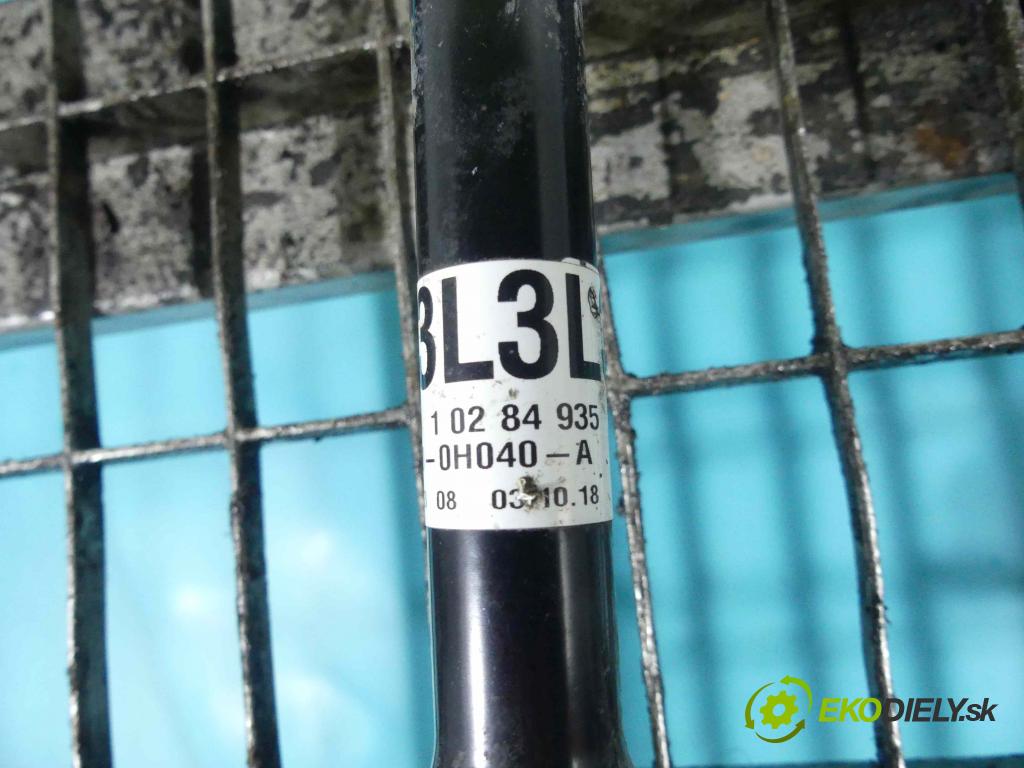 3L3L
1 02 84 935
-0H040-A
08 03.10.18
EKODIELY.sk